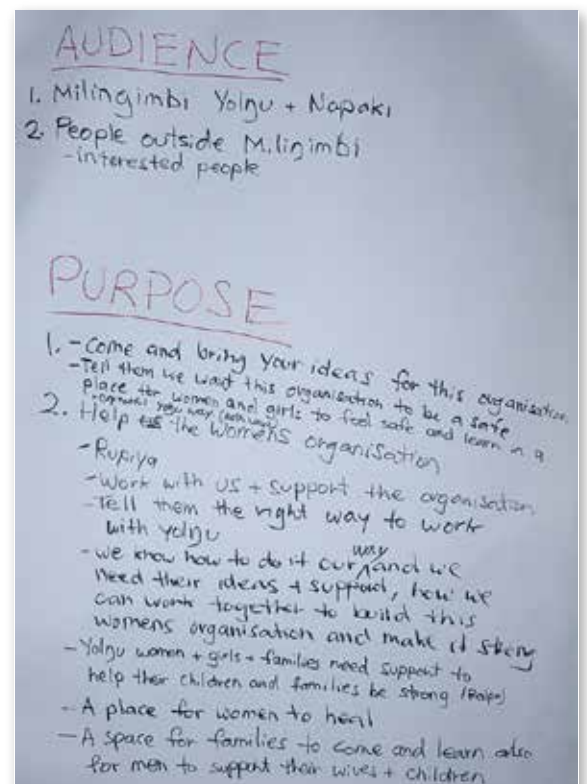 AUDIENCE
1. Milingimbi Yolŋu + Napaki
2. People outside Milinimbi
- interested people
PURPOSE
1. - Come and bring your ideas for this organisation
- Tell them we want this organisation to be a safe
place for women and girls to feel safe and learn in a
way (both ways)
2. Help the womens organisation
- Rupiya
- Work with us + support the organisation
- Tell them the right way to work
with yolŋu
- we know how to do it our way and we
need their ideas + support, how we
can work together to build this
womens organisation and make it strong
- Yolŋu women + girls + families need support to
help their children and families be strong
- A place for women to heal
- A space for families to come and learn also
for men to support their wives + children